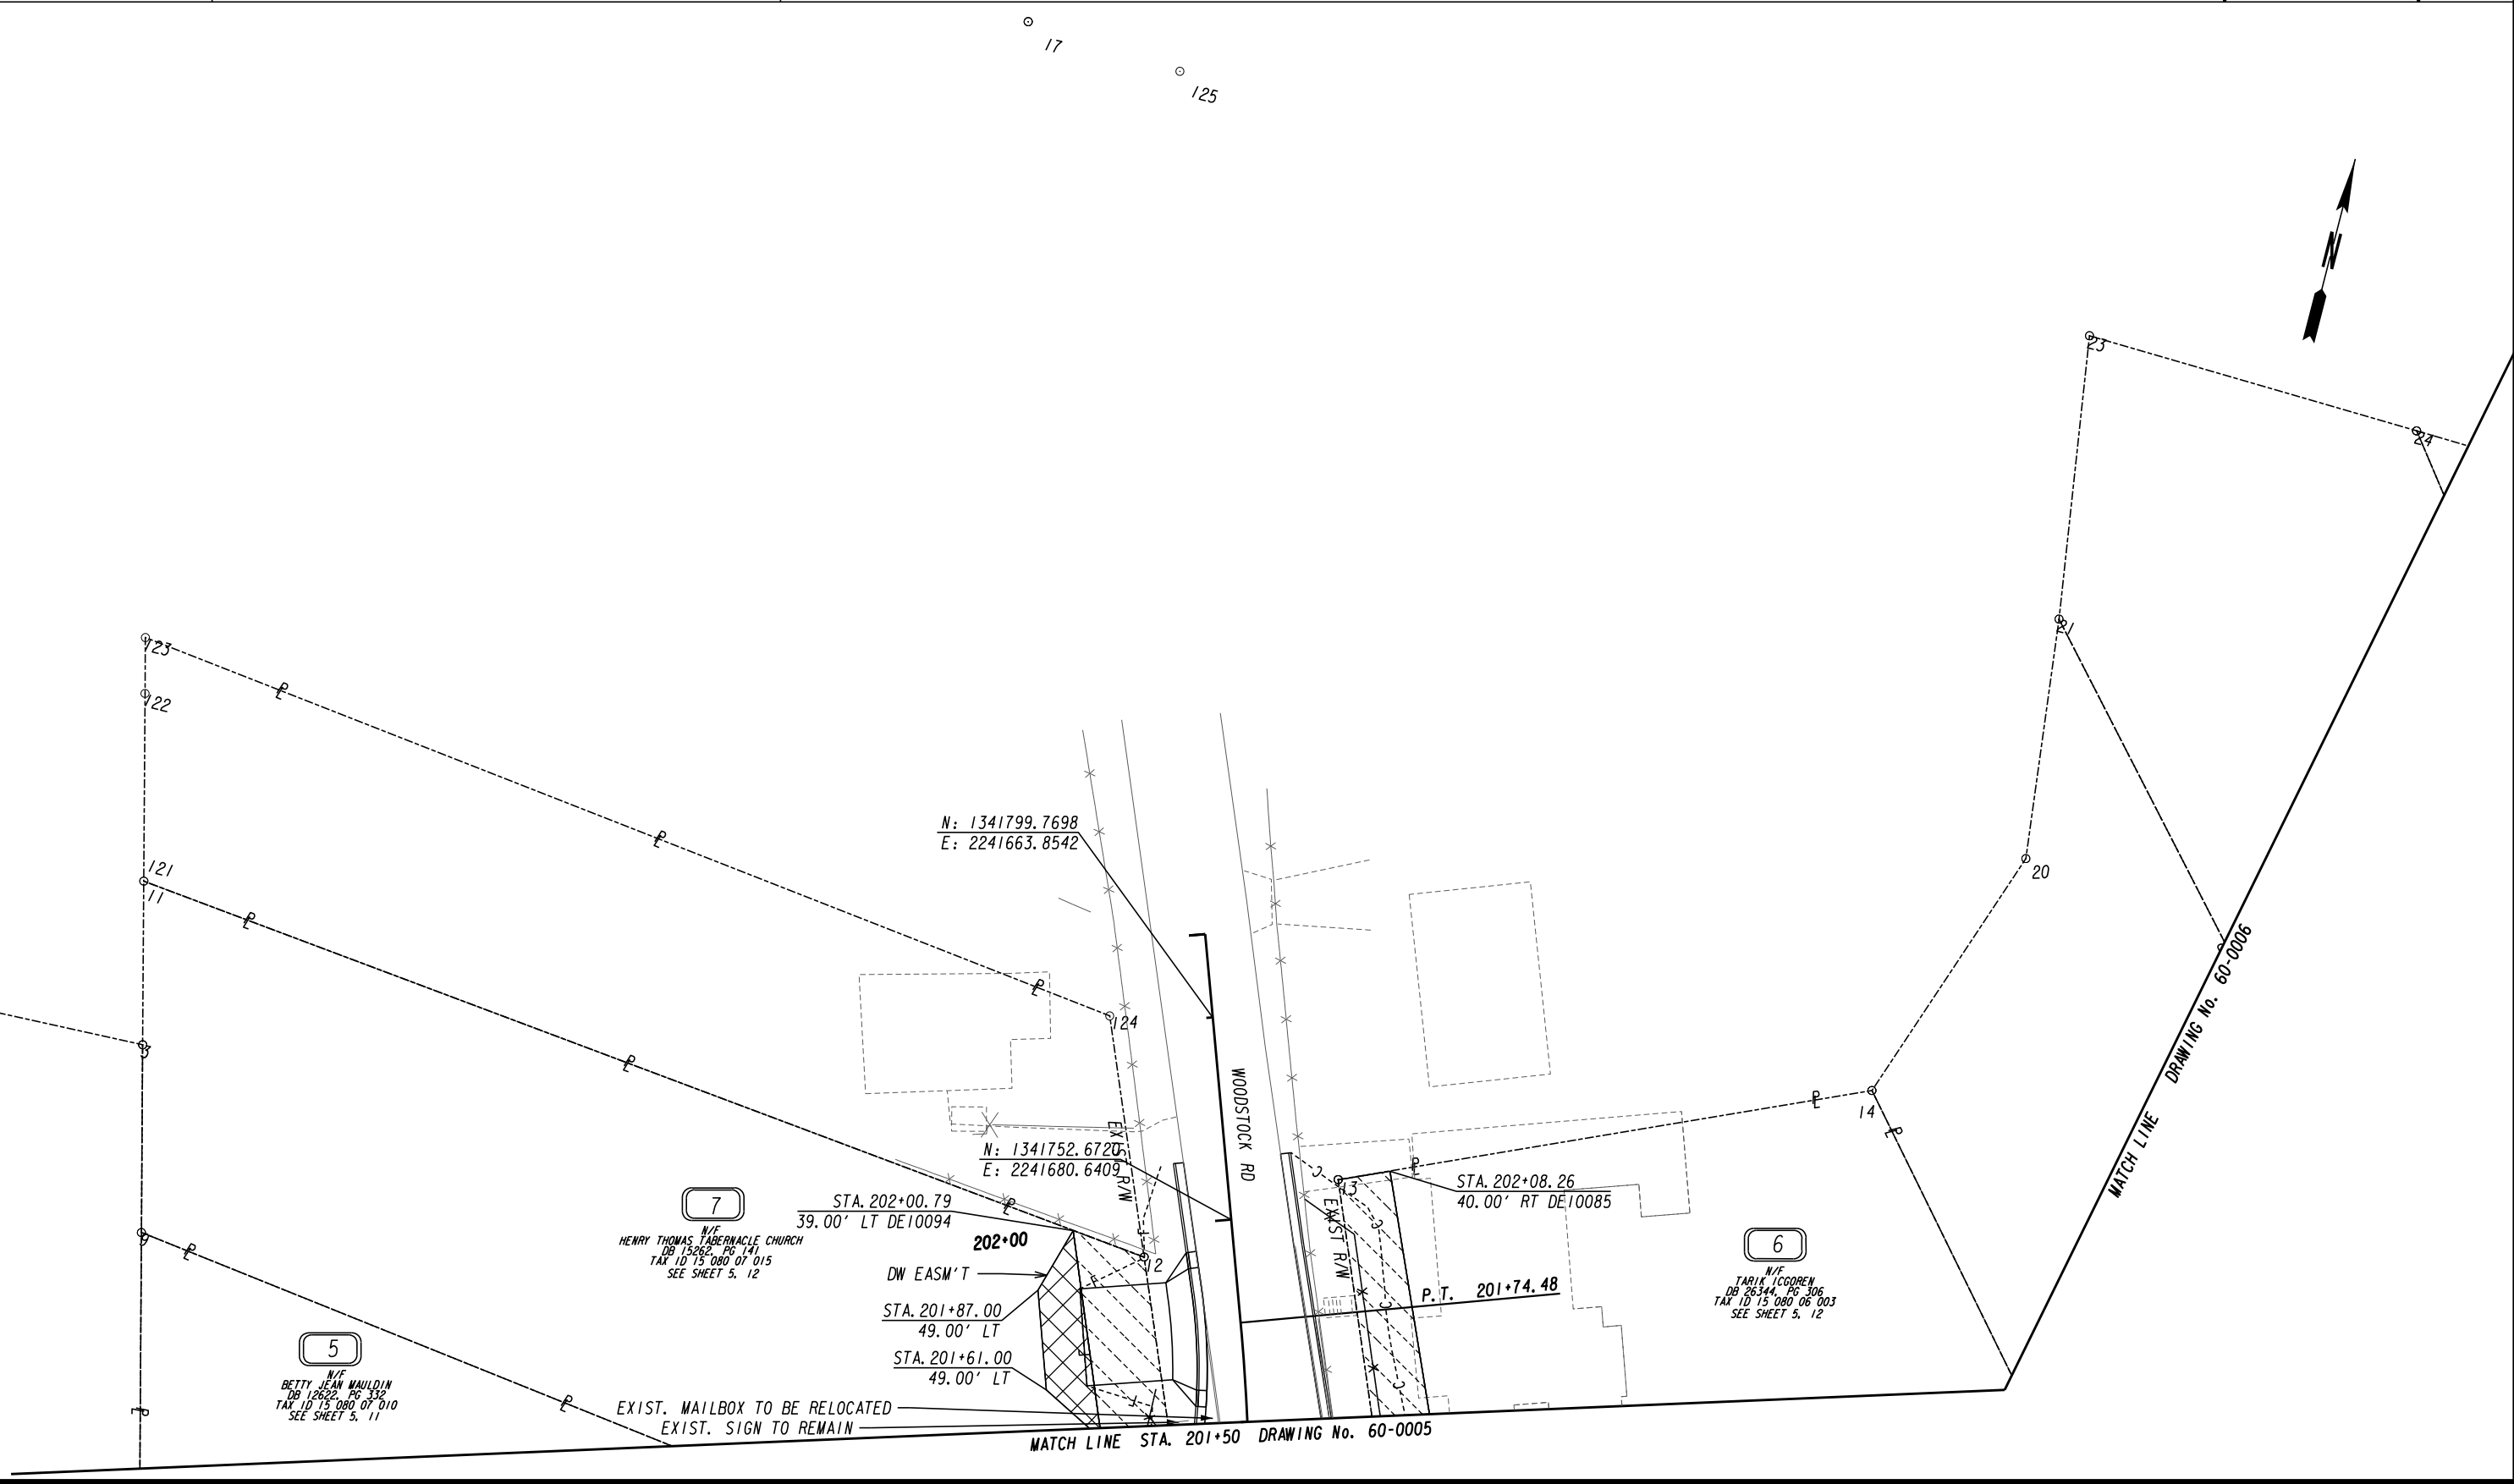 17
125
N
23
24
21
123
122
N: 1341799.7698
E: 2241663.8542
121
11
20
124
3
WOODSTOCK RD
14
EXIST R/W
N: 1341752.6720
E: 2241680.6409
13
EXIST R/W
STA. 202+08.26
40.00' RT DE10085
7
N/F
HENRY THOMAS TABERNACLE CHURCH
DB 15262, PG 141
TAX ID 15 080 07 015
SEE SHEET 5, 12
STA. 202+00.79
39.00' LT DE10094
202+00
12
9
DW EASM'T
STA. 201+87.00
49.00' LT
STA. 201+61.00
49.00' LT
P.T. 201+74.48
6
N/F
TARIK ICGOREN
DB 26344, PG 306
TAX ID 15 080 06 003
SEE SHEET 5, 12
5
N/F
BETTY JEAN MAULDIN
DB 12622, PG 332
TAX ID 15 080 07 010
SEE SHEET 5, 11
EXIST. MAILBOX TO BE RELOCATED
EXIST. SIGN TO REMAIN
MATCH LINE STA. 201+50 DRAWING No. 60-0005
MATCH LINE DRAWING No. 60-0006